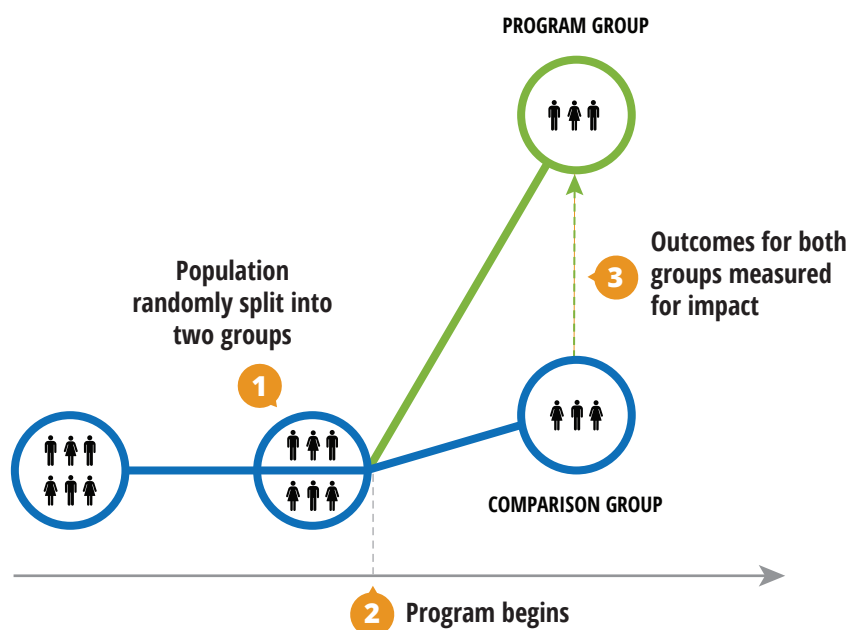 PROGRAM GROUP
Population
randomly split into
two groups
1
3
Outcomes for both
groups measured
for impact
COMPARISON GROUP
2
Program begins